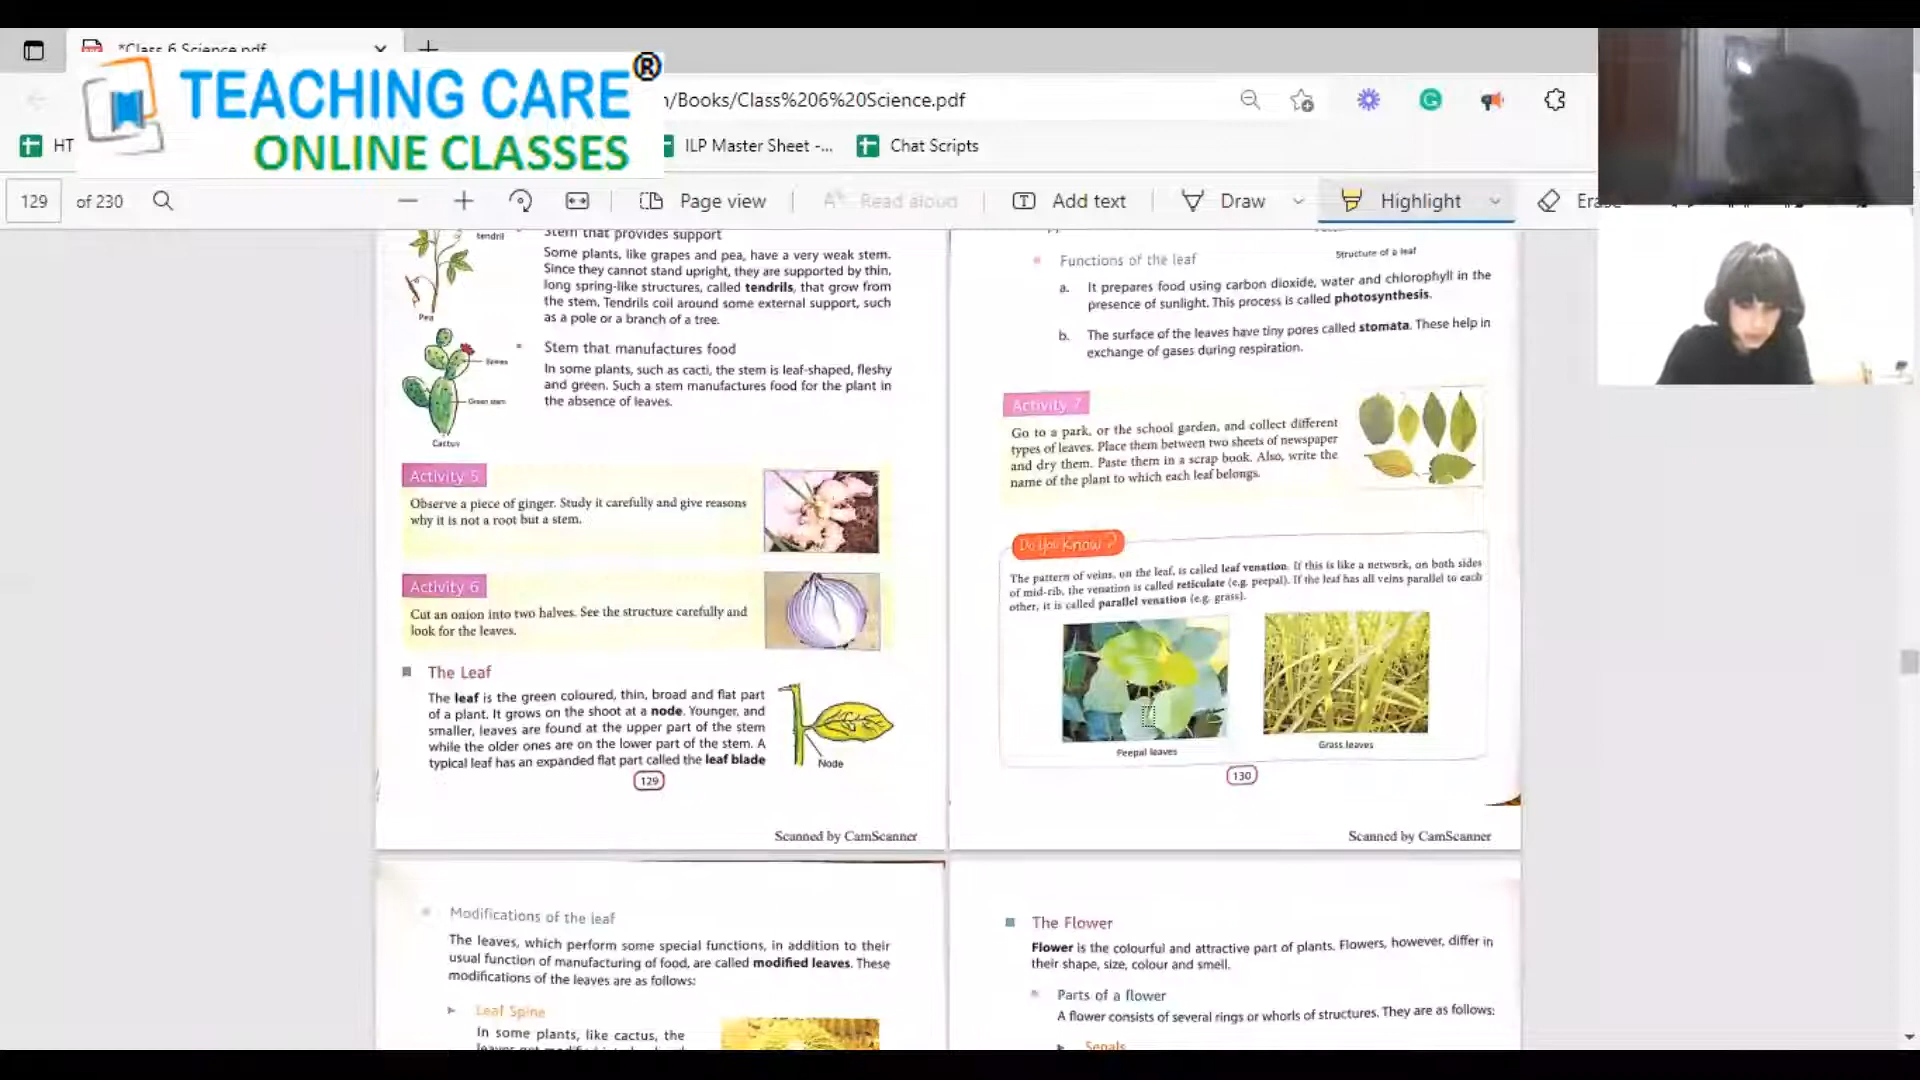 *Class 6 Science.pdf
TEACHING CARE®
ONLINE CLASSES
/Books/Class%206%20Science.pdf
HT
ILP Master Sheet -...
Chat Scripts
129 of 230
Page view
Read aloud
Add text
Draw
Highlight
tendril
Pea
Stem that provides support
Some plants, like grapes and pea, have a very weak stem.
Since they cannot stand upright, they are supported by thin,
long spring-like structures, called tendrils, that grow from
the stem. Tendrils coil around some external support, such
as a pole or a branch of a tree.
Spines
Green stem
Cactus
Stem that manufactures food
In some plants, such as cacti, the stem is leaf-shaped, fleshy
and green. Such a stem manufactures food for the plant in
the absence of leaves.
Activity 5
Observe a piece of ginger. Study it carefully and give reasons
why it is not a root but a stem.
Activity 6
Cut an onion into two halves. See the structure carefully and
look for the leaves.
The Leaf
The leaf is the green coloured, thin, broad and flat part
of a plant. It grows on the shoot at a node. Younger, and
smaller, leaves are found at the upper part of the stem
while the older ones are on the lower part of the stem. A
typical leaf has an expanded flat part called the leaf blade
Node
129
Scanned by CamScanner
Structure of a leaf
Functions of the leaf
a. It prepares food using carbon dioxide, water and chlorophyll in the
presence of sunlight. This process is called photosynthesis.
b. The surface of the leaves have tiny pores called stomata. These help in
exchange of gases during respiration.
Activity 7
Go to a park, or the school garden, and collect different
types of leaves. Place them between two sheets of newspaper
and dry them. Paste them in a scrap book. Also, write the
name of the plant to which each leaf belongs.
Do You Know ?
The pattern of veins, on the leaf, is called leaf venation. If this is like a network, on both sides
of mid-rib, the venation is called reticulate (e.g. peepal). If the leaf has all veins parallel to each
other, it is called parallel venation (e.g. grass).
Peepal leaves
Grass leaves
130
Scanned by CamScanner
Modifications of the leaf
The leaves, which perform some special functions, in addition to their
usual function of manufacturing of food, are called modified leaves. These
modifications of the leaves are as follows:
Leaf Spine
In some plants, like cactus, the
The Flower
Flower is the colourful and attractive part of plants. Flowers, however, differ in
their shape, size, colour and smell.
Parts of a flower
A flower consists of several rings or whorls of structures. They are as follows:
Sepals